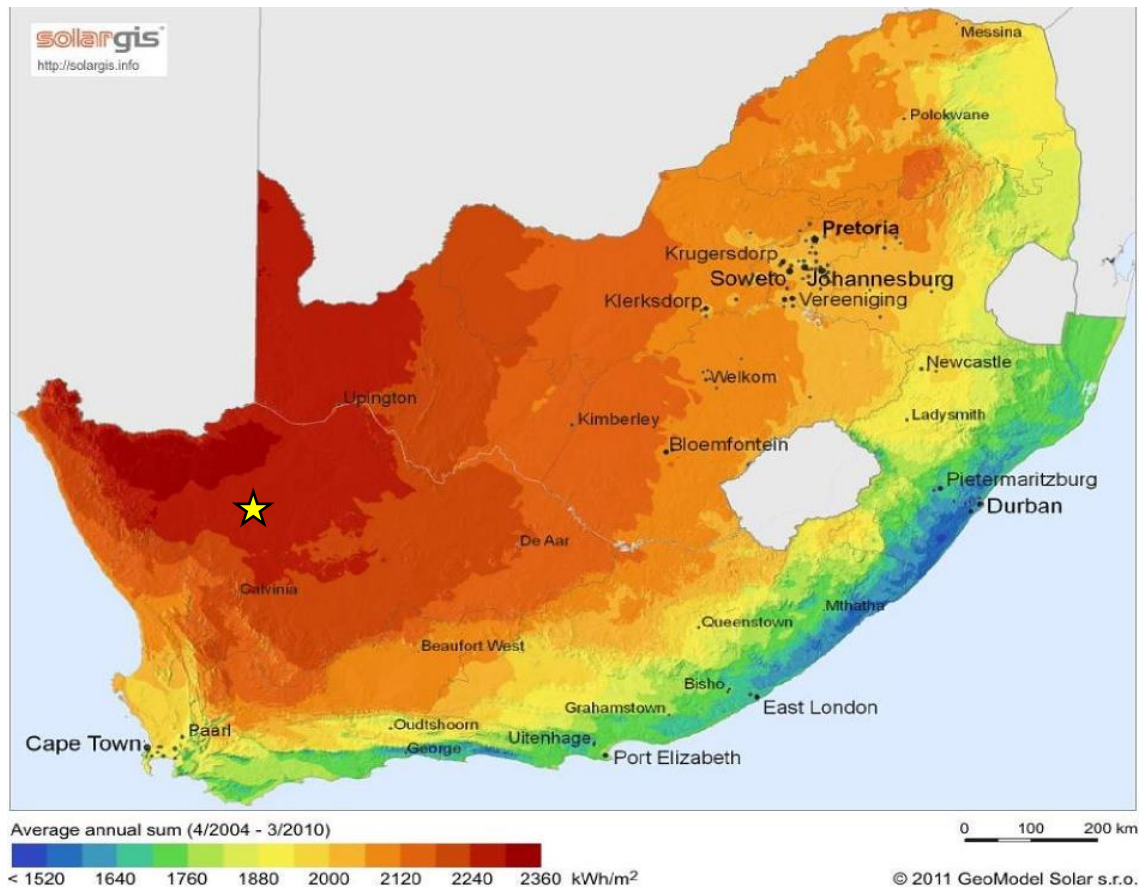 solargis
http://solargis.info
Messina
Polokwane
Pretoria
Krugersdorp
Soweto Johannesburg
Klerksdorp Vereeniging
Newcastle
Welkom
Upington
Kimberley
Ladysmith
Bloemfontein
Pietermaritzburg
Durban
De Aar
Calvinia
Mthatha
Queenstown
Beaufort West
Bisho
Grahamstown
East London
Oudtshoorn
Paarl
Uitenhage
Cape Town
George
Port Elizabeth
Average annual sum (4/2004 - 3/2010)
0 100 200 km
< 1520 1640 1760 1880 2000 2120 2240 2360 kWh/m²
© 2011 GeoModel Solar s.r.o.